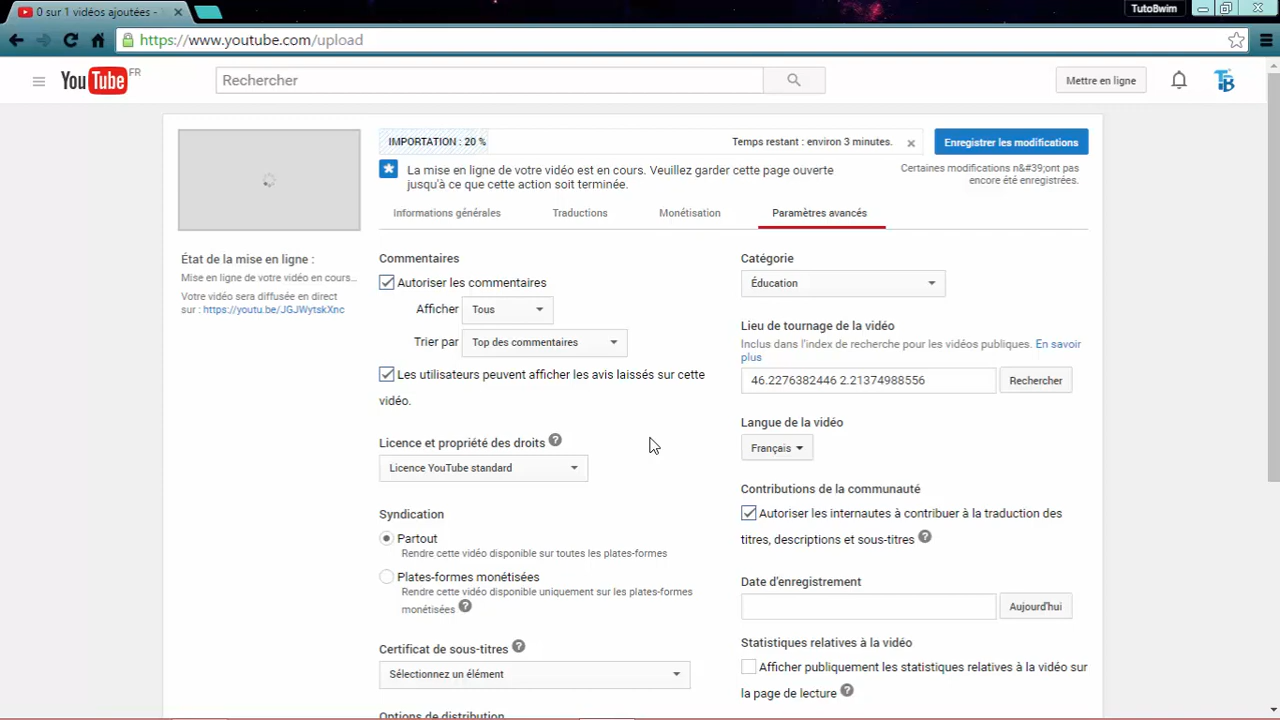 0 sur 1 vidéos ajoutées -
TutoBwim
https://www.youtube.com/upload
YouTube FR
Rechercher
Mettre en ligne
IMPORTATION : 20 %
Temps restant : environ 3 minutes.
Enregistrer les modifications
La mise en ligne de votre vidéo est en cours. Veuillez garder cette page ouverte
jusqu'à ce que cette action soit terminée.
Certaines modifications n&#39;ont pas
encore été enregistrées.
Informations générales
Traductions
Monétisation
Paramètres avancés
État de la mise en ligne :
Mise en ligne de votre vidéo en cours...
Votre vidéo sera diffusée en direct
sur : https://youtu.be/JGJWytskXnc
Commentaires
Autoriser les commentaires
Afficher Tous
Trier par Top des commentaires
Les utilisateurs peuvent afficher les avis laissés sur cette
vidéo.
Licence et propriété des droits ?
Licence YouTube standard
Syndication
Partout
Rendre cette vidéo disponible sur toutes les plates-formes
Plates-formes monétisées
Rendre cette vidéo disponible uniquement sur les plates-formes
monétisées ?
Certificat de sous-titres ?
Sélectionnez un élément
Options de distribution
Catégorie
Éducation
Lieu de tournage de la vidéo
Inclus dans l'index de recherche pour les vidéos publiques. En savoir
plus
46.2276382446 2.21374988556
Rechercher
Langue de la vidéo
Français
Contributions de la communauté
Autoriser les internautes à contribuer à la traduction des
titres, descriptions et sous-titres ?
Date d'enregistrement
Aujourd'hui
Statistiques relatives à la vidéo
Afficher publiquement les statistiques relatives à la vidéo sur
la page de lecture ?